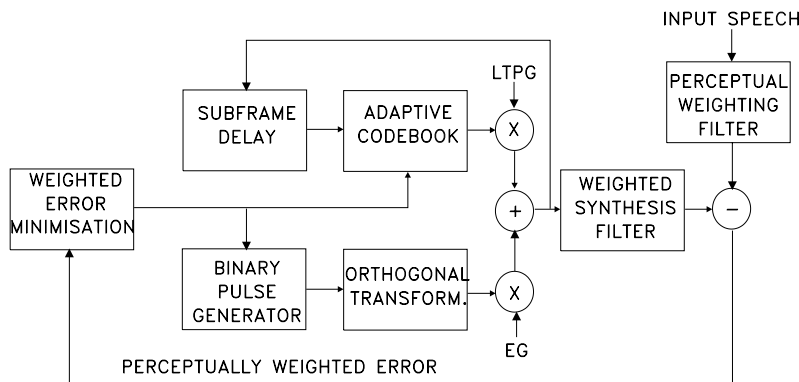 INPUT SPEECH
LTPG
PERCEPTUAL
WEIGHTING
FILTER
SUBFRAME
DELAY
ADAPTIVE
CODEBOOK
X
WEIGHTED
ERROR
MINIMISATION
+
WEIGHTED
SYNTHESIS
FILTER
−
BINARY
PULSE
GENERATOR
ORTHOGONAL
TRANSFORM.
X
EG
PERCEPTUALLY WEIGHTED ERROR